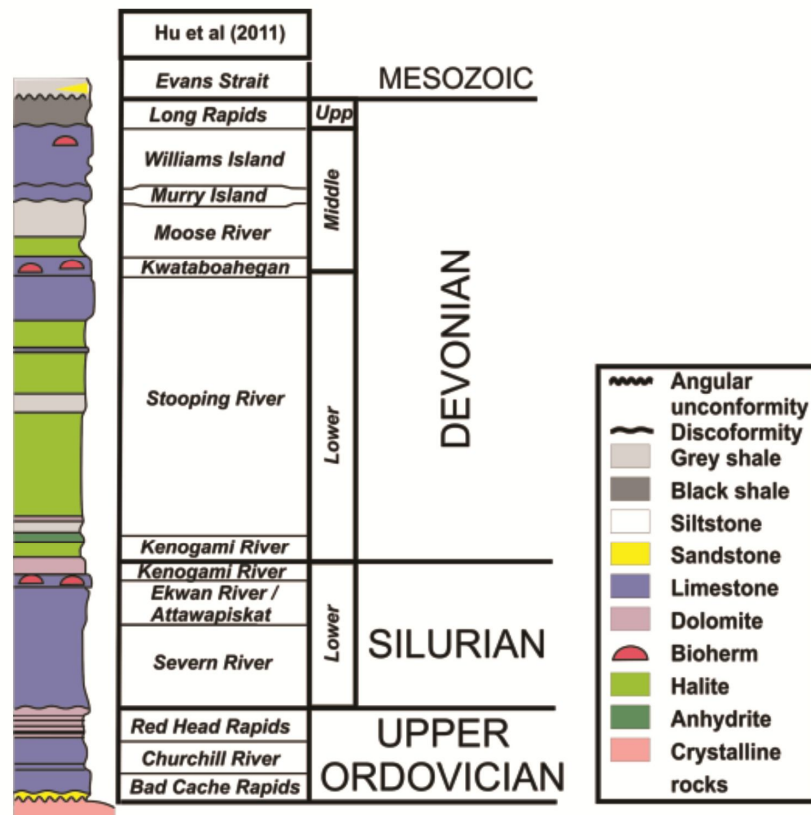 Hu et al (2011)
Evans Strait
MESOZOIC
Long Rapids
Upp
Williams Island
Murry Island
Moose River
Kwataboahegan
Middle
Stooping River
Kenogami River
Lower
DEVONIAN
Kenogami River
Ekwan River /
Attawapiskat
Severn River
Lower
SILURIAN
Red Head Rapids
Churchill River
Bad Cache Rapids
UPPER
ORDOVICIAN
Angular
unconformity
Discoformity
Grey shale
Black shale
Siltstone
Sandstone
Limestone
Dolomite
Bioherm
Halite
Anhydrite
Crystalline
rocks